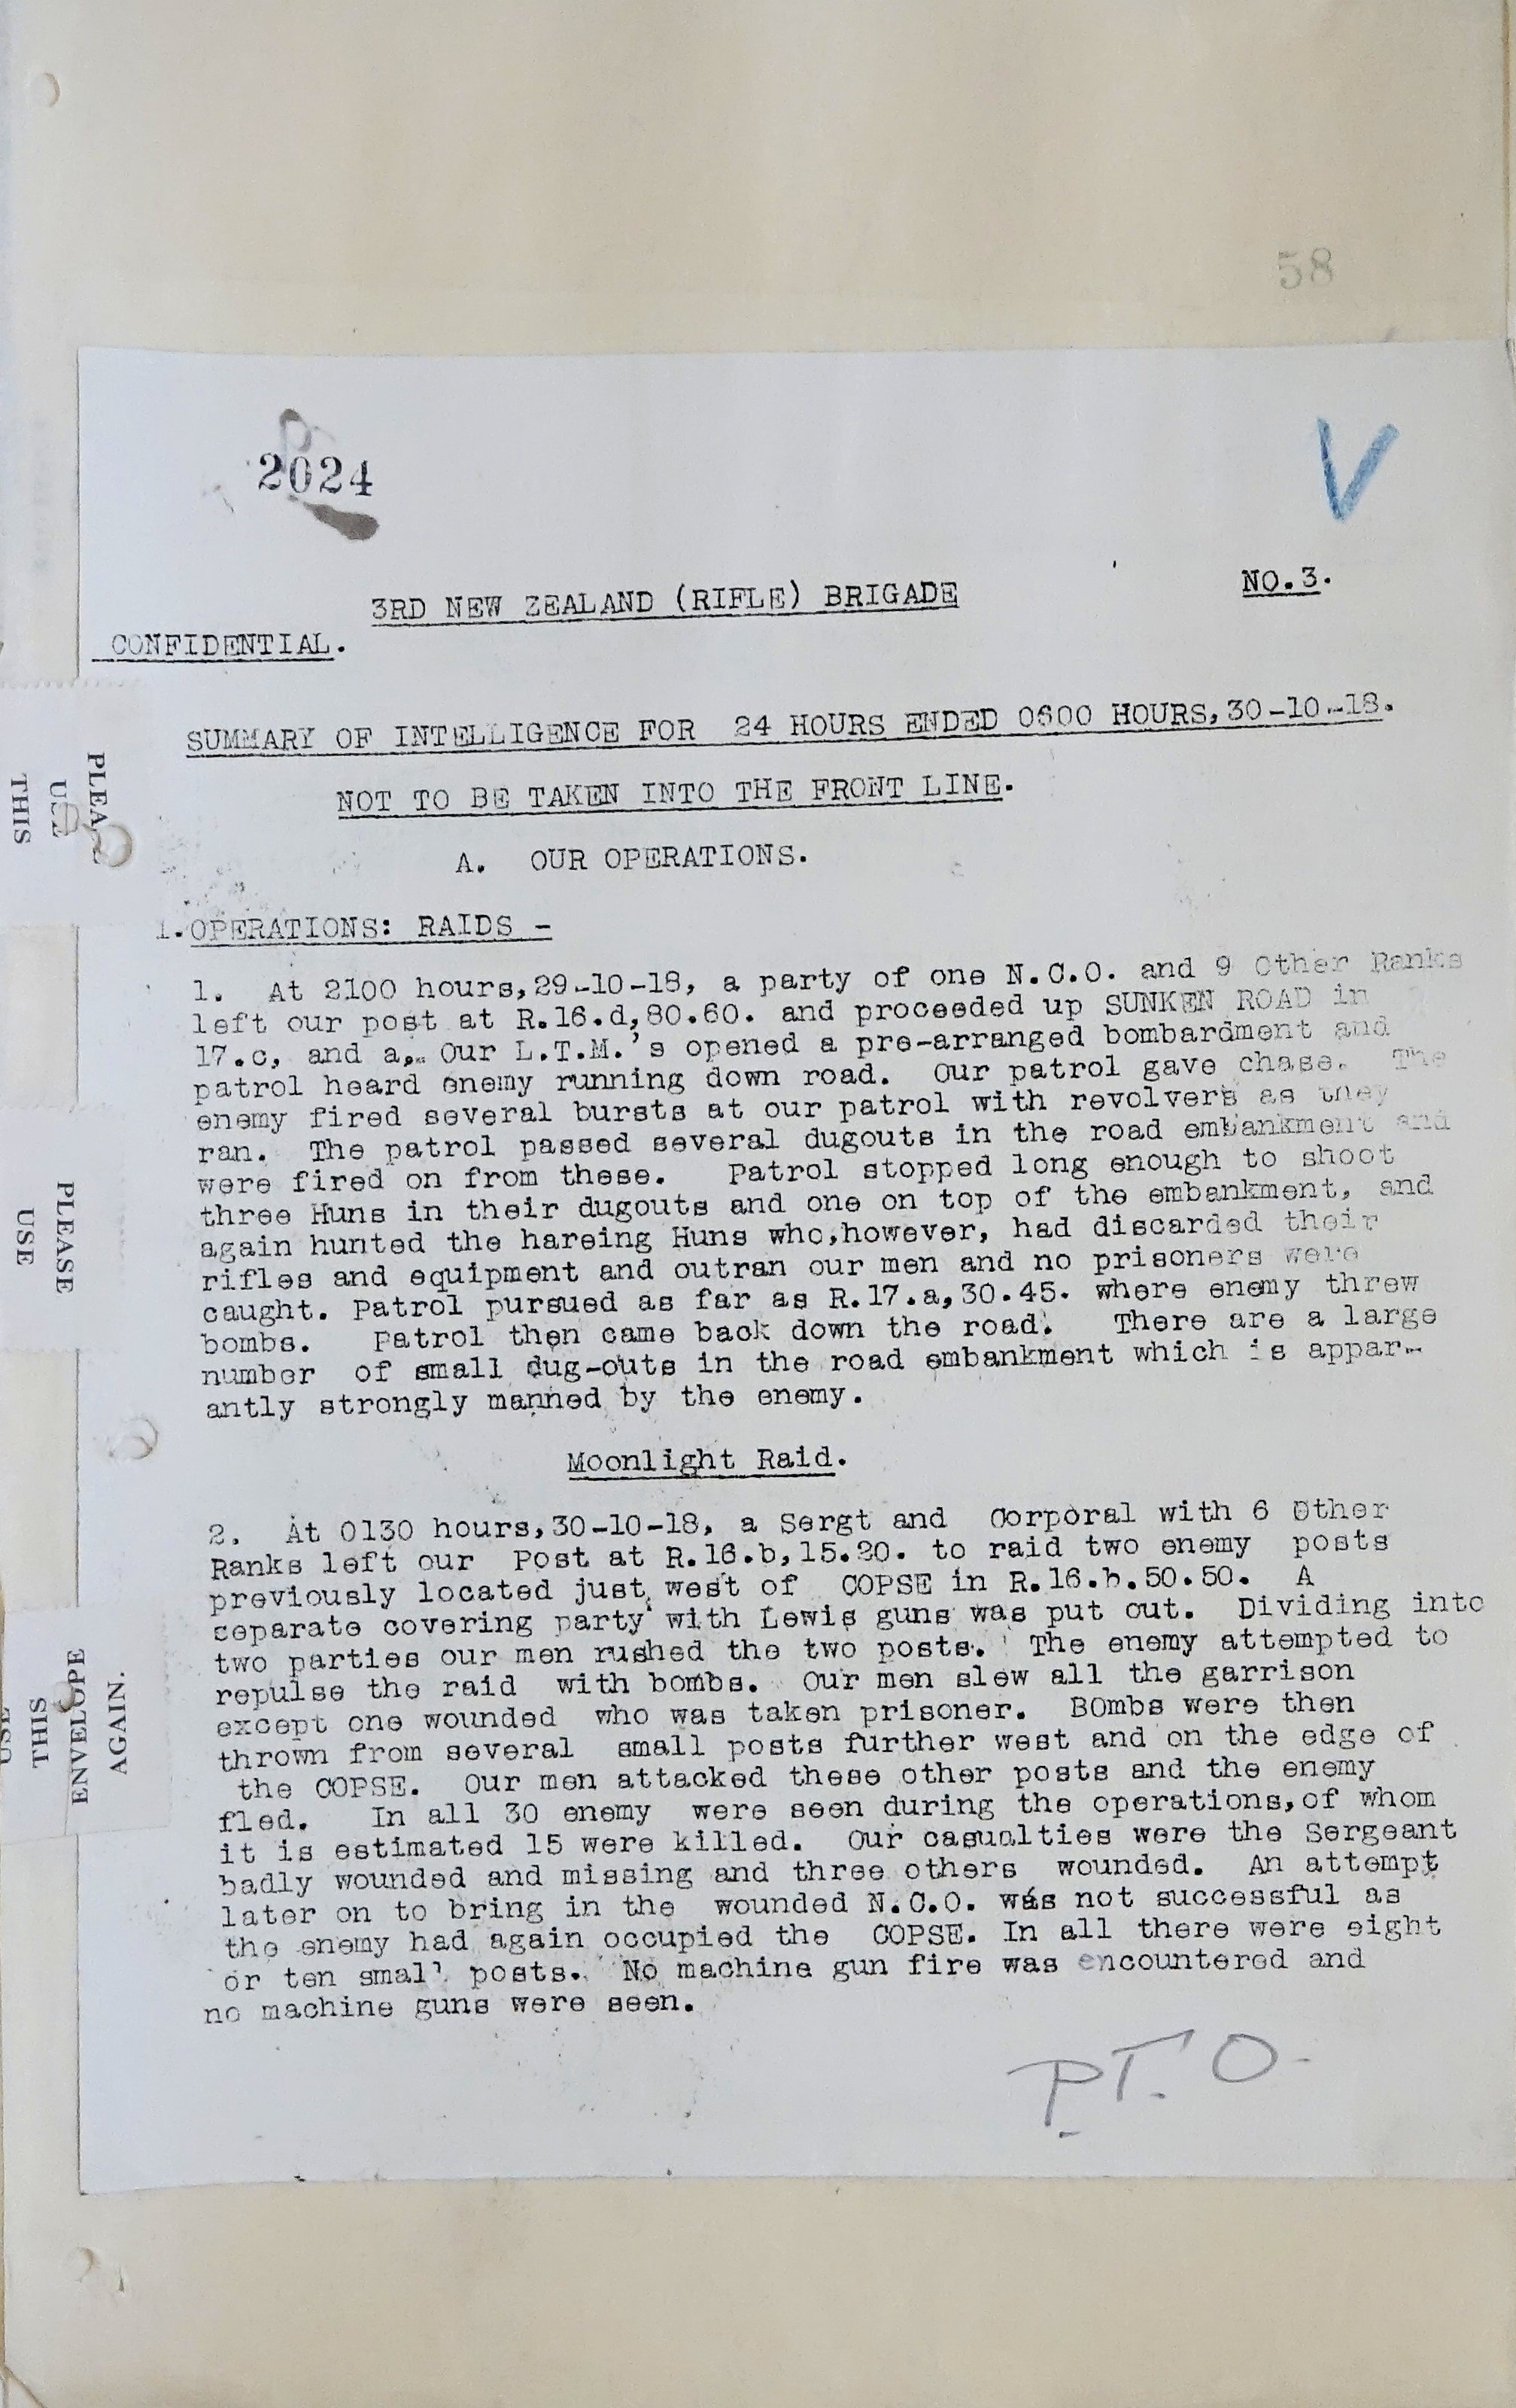 58
2024
V
3RD NEW ZEALAND (RIFLE) BRIGADE
NO.3.
CONFIDENTIAL.
SUMMARY OF INTELLIGENCE FOR 24 HOURS ENDED 0600 HOURS, 30-10-18.
NOT TO BE TAKEN INTO THE FRONT LINE.
A. OUR OPERATIONS.
1. OPERATIONS: RAIDS -
1. At 2100 hours, 29-10-18, a party of one N.C.O. and 9 Other Ranks
left our post at R.16.d,80.60. and proceeded up SUNKEN ROAD in
17.c, and a,. Our L.T.M.'s opened a pre-arranged bombardment and
patrol heard enemy running down road. Our patrol gave chase. The
enemy fired several bursts at our patrol with revolvers as they
ran. The patrol passed several dugouts in the road embankment and
were fired on from these. Patrol stopped long enough to shoot
three Huns in their dugouts and one on top of the embankment, and
again hunted the hareing Huns who,however, had discarded their
rifles and equipment and outran our men and no prisoners were
caught. Patrol pursued as far as R.17.a,30.45. where enemy threw
bombs. Patrol then came back down the road. There are a large
number of small dug-outs in the road embankment which is appar-
antly strongly manned by the enemy.
Moonlight Raid.
2. At 0130 hours, 30-10-18, a Sergt and Corporal with 6 Other
Ranks left our Post at R.16.b,15.20. to raid two enemy posts
previously located just west of COPSE in R.16.b.50.50. A
separate covering party with Lewis guns was put out. Dividing into
two parties our men rushed the two posts. The enemy attempted to
repulse the raid with bombs. Our men slew all the garrison
except one wounded who was taken prisoner. BOmbs were then
thrown from several small posts further west and on the edge of
the COPSE. Our men attacked these other posts and the enemy
fled. In all 30 enemy were seen during the operations,of whom
it is estimated 15 were killed. Our casualties were the Sergeant
badly wounded and missing and three others wounded. An attempt
later on to bring in the wounded N.C.O. was not successful as
the enemy had again occupied the COPSE. In all there were eight
or ten small posts. No machine gun fire was encountered and
no machine guns were seen.
P.T.O.
THIS
PLEASE
USE
USE
THIS
ENVELOPE
AGAIN.